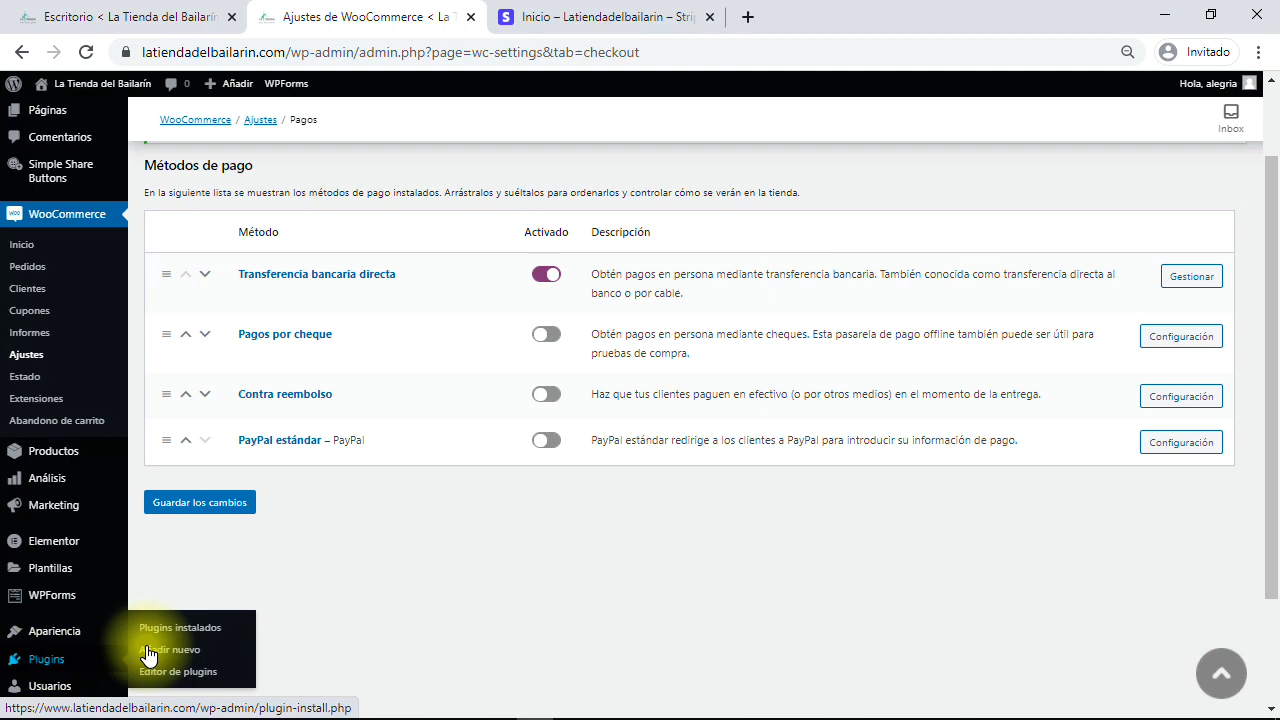 Escritorio < La Tienda del Bailarín
Ajustes de WooCommerce < La T
Inicio – Latiendadelbailarin – Strip
latiendadelbailarin.com/wp-admin/admin.php?page=wc-settings&tab=checkout
Invitado
La Tienda del Bailarín
0
Añadir
WPForms
Hola, alegria
Páginas
Comentarios
Simple Share
Buttons
WooCommerce
Inicio
Pedidos
Clientes
Cupones
Informes
Ajustes
Estado
Extensiones
Abandono de carrito
Productos
Análisis
Marketing
Elementor
Plantillas
WPForms
Apariencia
Plugins
Usuarios
Plugins instalados
Añadir nuevo
Editor de plugins
WooCommerce / Ajustes / Pagos
Inbox
Métodos de pago
En la siguiente lista se muestran los métodos de pago instalados. Arrástralos y suéltalos para ordenarlos y controlar cómo se verán en la tienda.
Método Activado Descripción
Transferencia bancaria directa
Obtén pagos en persona mediante transferencia bancaria. También conocida como transferencia directa al
banco o por cable.
Gestionar
Pagos por cheque
Obtén pagos en persona mediante cheques. Esta pasarela de pago offline también puede ser útil para
pruebas de compra.
Configuración
Contra reembolso
Haz que tus clientes paguen en efectivo (o por otros medios) en el momento de la entrega.
Configuración
PayPal estándar – PayPal
PayPal estándar redirige a los clientes a PayPal para introducir su información de pago.
Configuración
Guardar los cambios
https://www.latiendadelbailarin.com/wp-admin/plugin-install.php